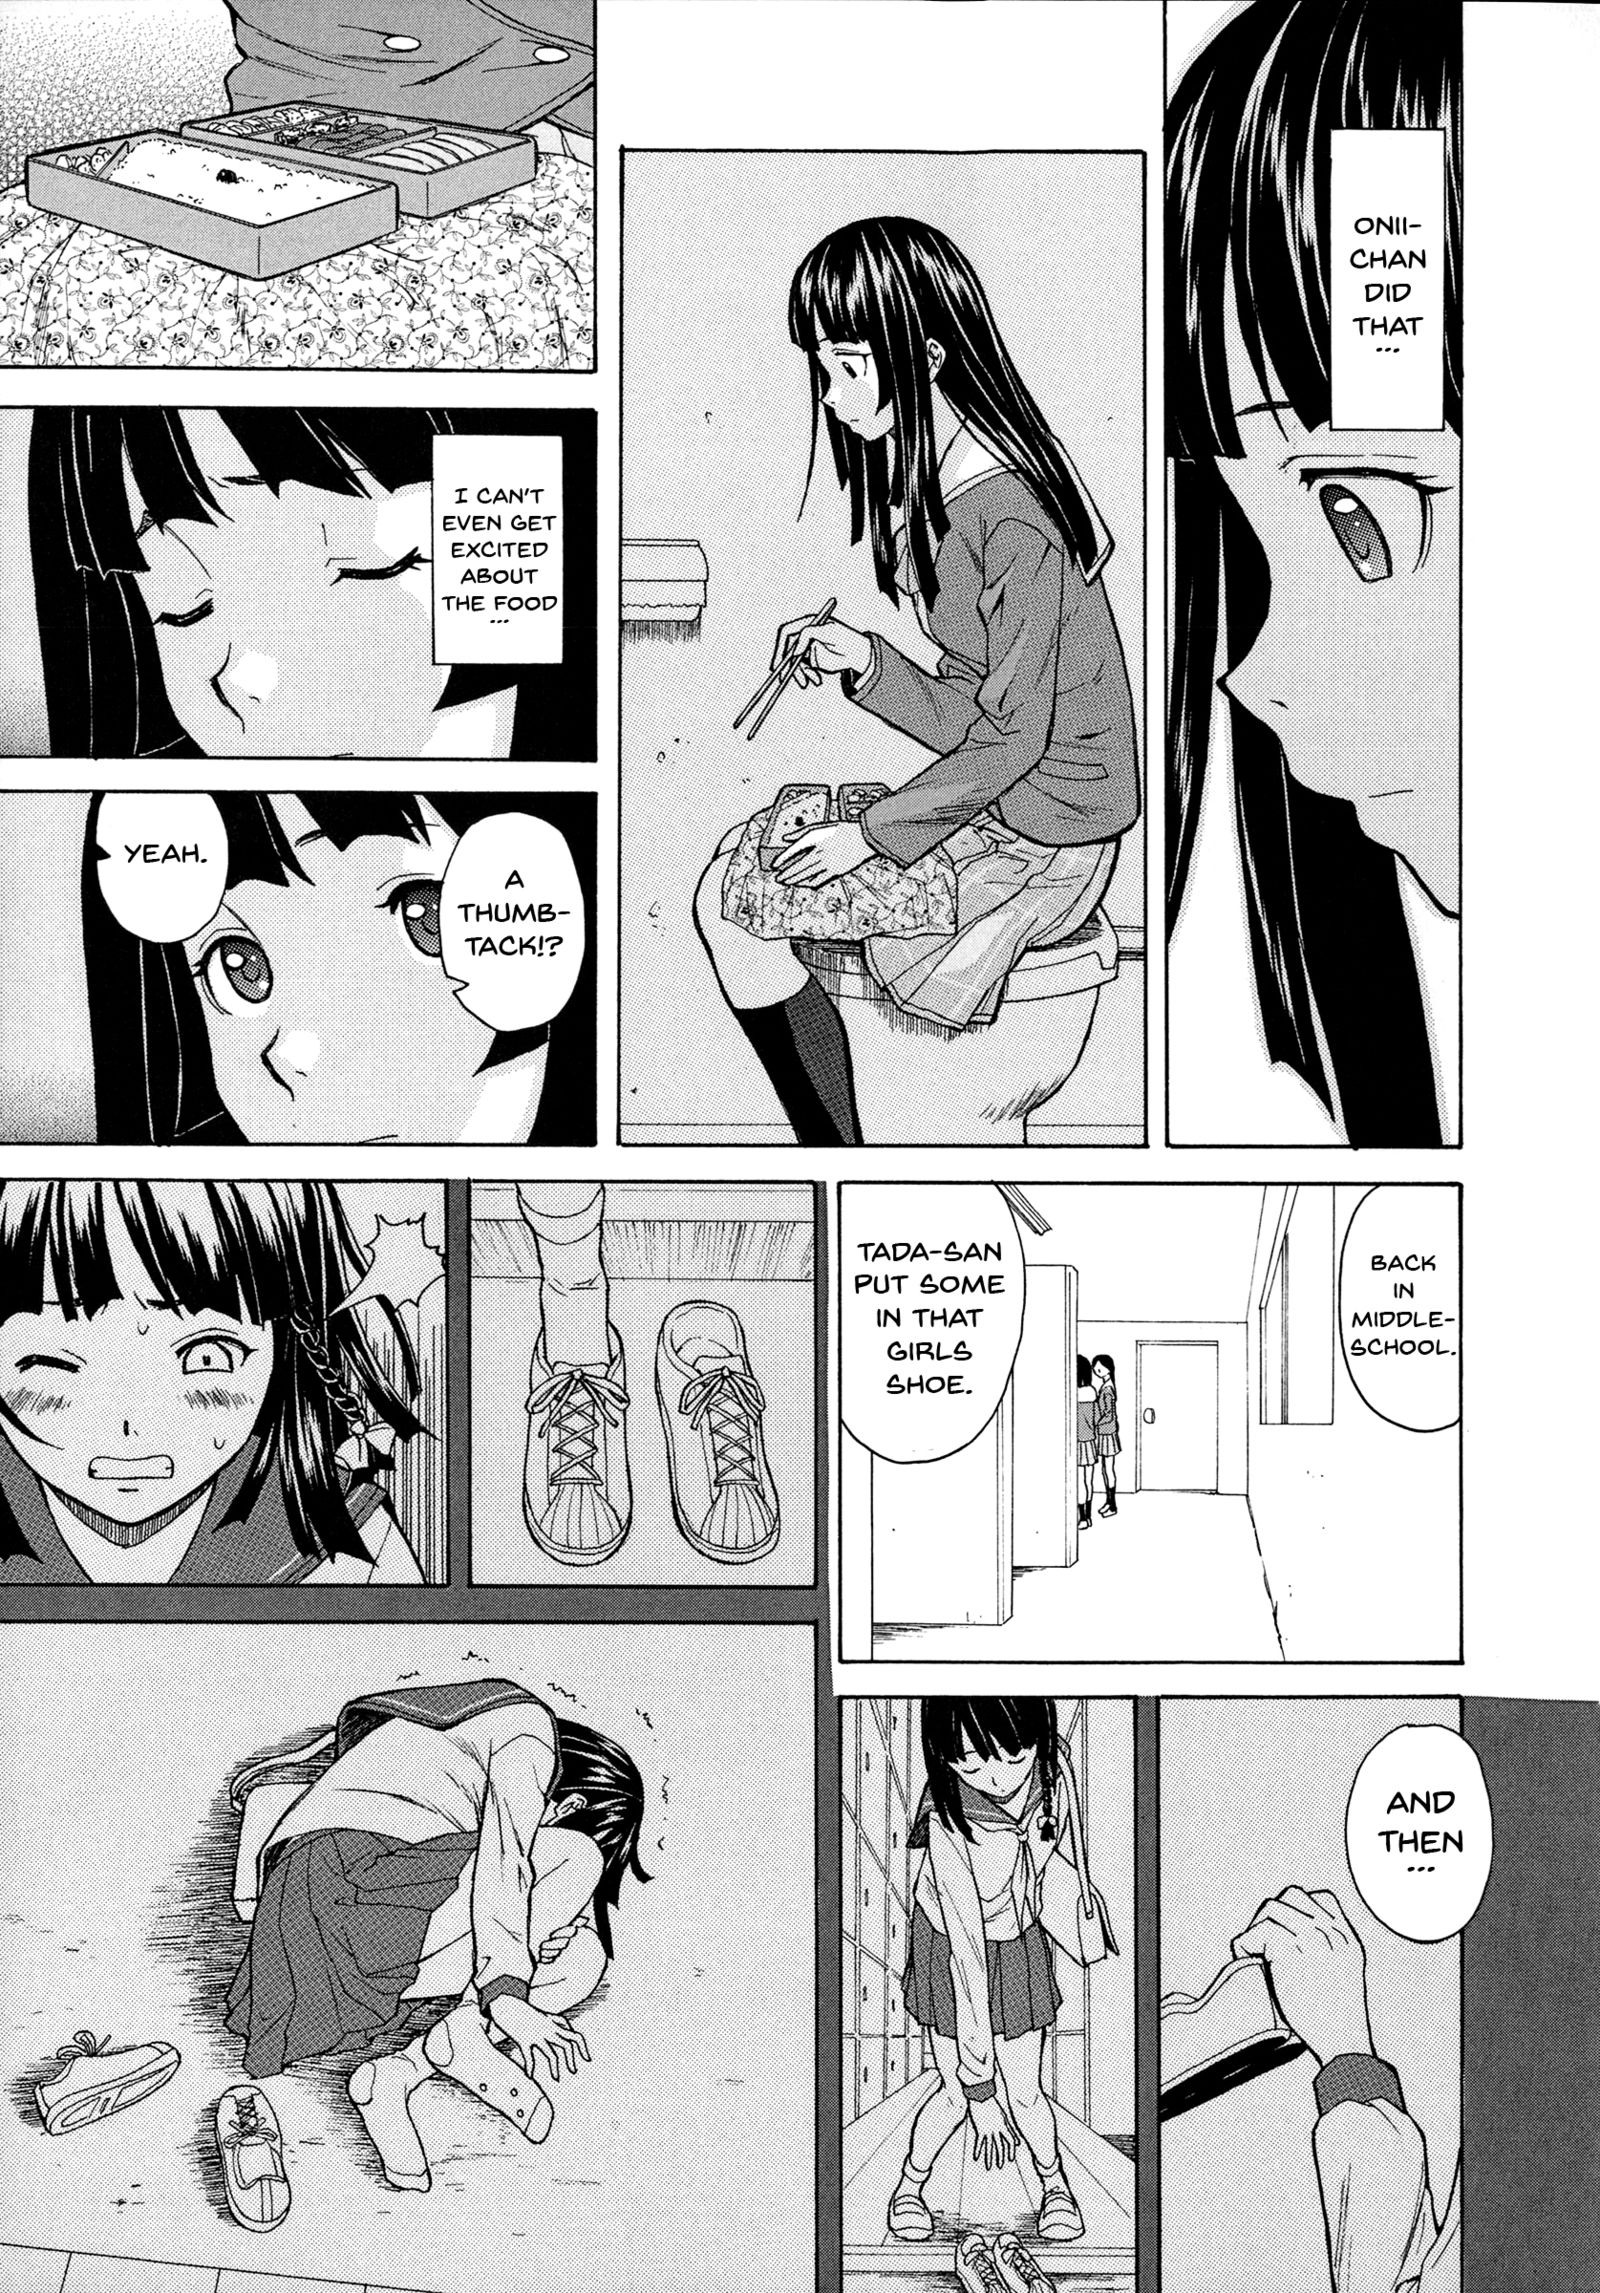 ONII-
CHAN
DID
THAT
...
I CAN'T
EVEN GET
EXCITED
ABOUT
THE FOOD
...
A
THUMB-
TACK!?
YEAH.
BACK
IN
MIDDLE-
SCHOOL.
TADA-SAN
PUT SOME
IN THAT
GIRLS
SHOE.
AND
THEN
...